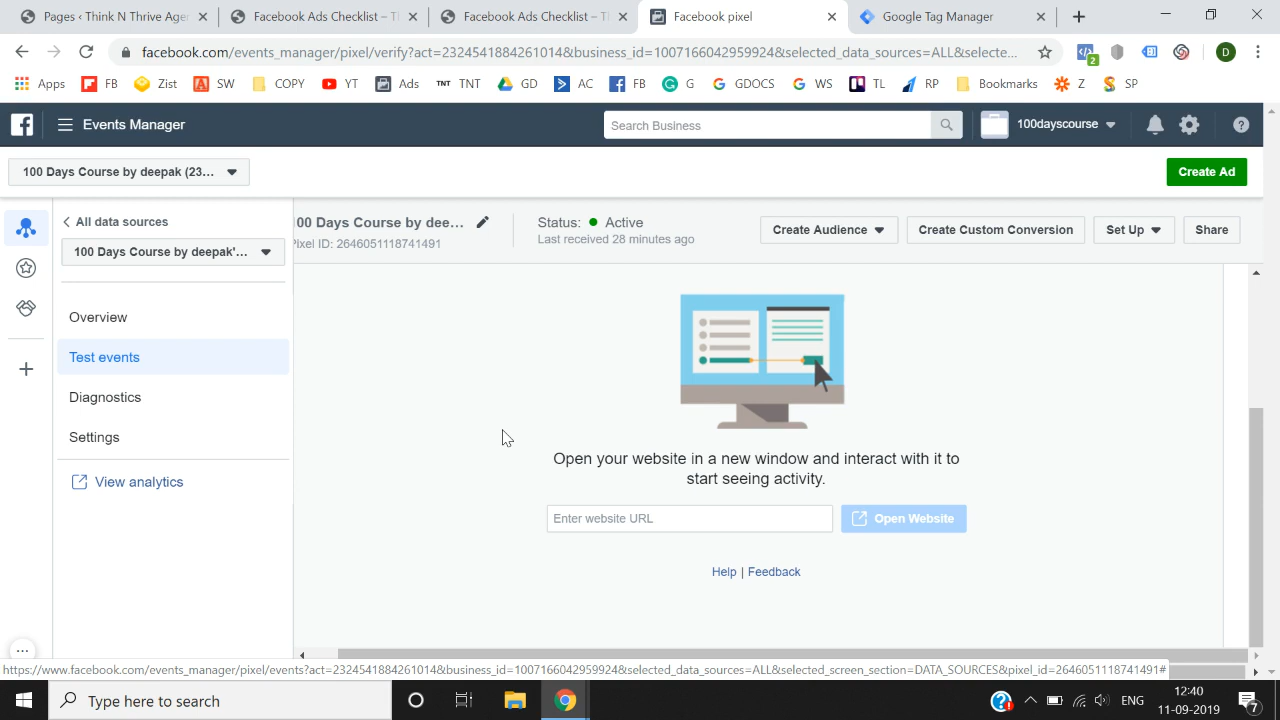 Pages ‹ Think N Thrive Age
Facebook Ads Checklist – T
Facebook Ads Checklist – T
Facebook pixel
Google Tag Manager
facebook.com/events_manager/pixel/verify?act=2324541884261014&business_id=1007166042959924&selected_data_sources=ALL&selecte...
D
2
Apps
FB
Zist
SW
COPY
YT
Ads
TNT
TNT
GD
AC
FB
G
GDOCS
WS
TL
RP
Bookmarks
Z
SP
Events Manager
Search Business
100dayscourse
100 Days Course by deepak (23...
Create Ad
All data sources
100 Days Course by deepak'...
00 Days Course by dee...
Pixel ID: 2646051118741491
Status: Active
Last received 28 minutes ago
Create Audience
Create Custom Conversion
Set Up
Share
Overview
Test events
Diagnostics
Settings
View analytics
Open your website in a new window and interact with it to
start seeing activity.
Enter website URL
Open Website
Help | Feedback
https://www.facebook.com/events_manager/pixel/events?act=2324541884261014&business_id=1007166042959924&selected_data_sources=ALL&selected_screen_section=DATA_SOURCES&pixel_id=2646051118741491#
Type here to search
ENG
12:40
11-09-2019
7